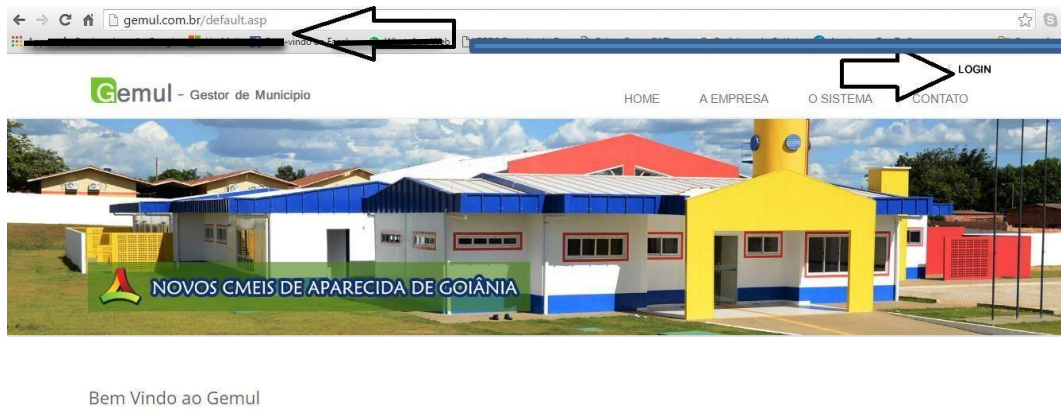 gemul.com.br/default.asp
LOGIN
Gemul - Gestor de Municipio
HOME A EMPRESA O SISTEMA CONTATO
NOVOS CMEIS DE APARECIDA DE GOIÂNIA
Bem Vindo ao Gemul